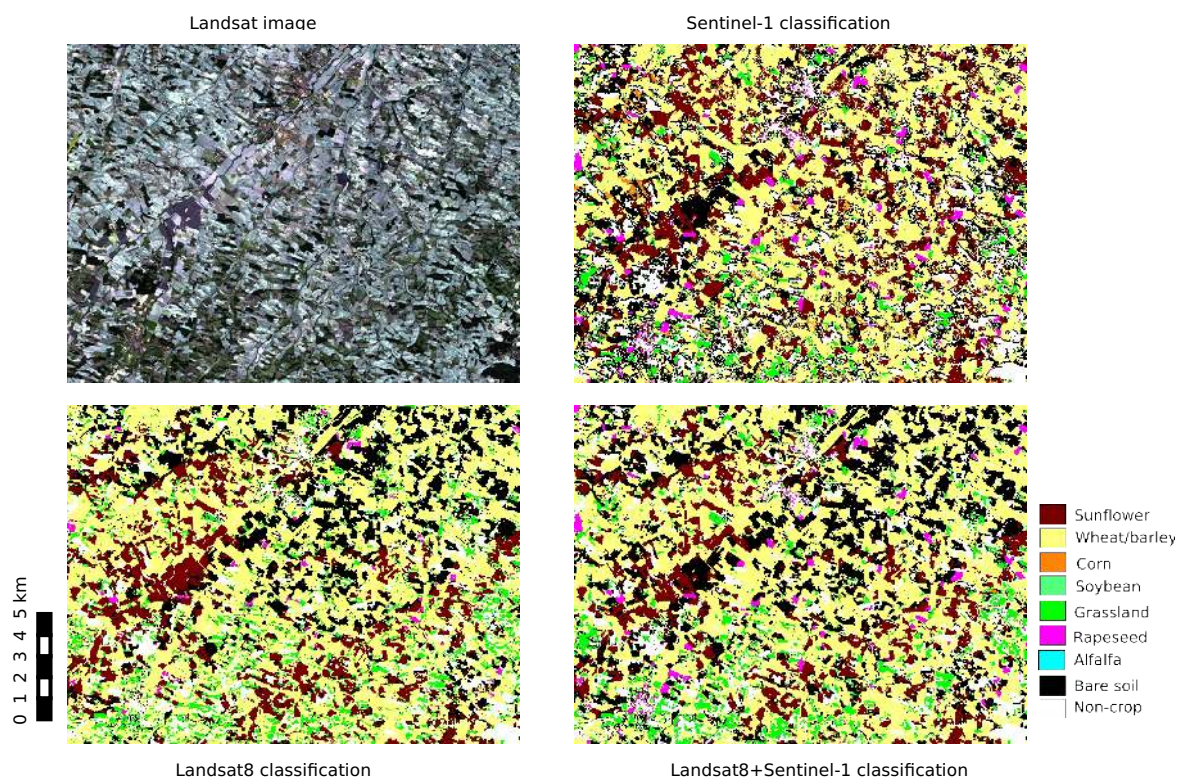 Landsat image
Sentinel-1 classification
Sunflower
Wheat/barley
Corn
Soybean
Grassland
Rapeseed
Alfalfa
Bare soil
Non-crop
0 1 2 3 4 5 km
Landsat8 classification
Landsat8+Sentinel-1 classification